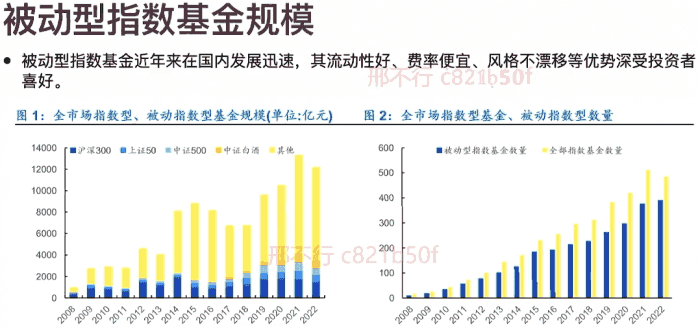 被动型指数基金规模
• 被动型指数基金近年来在国内发展迅速，其流动性好、费率便宜、风格不漂移等优势深受投资者
喜好。
邢不行 c821b50f
图 1：全市场指数型、被动指数型基金规模(单位:亿元)
沪深300 上证50 中证500 中证白酒 其他
14000
12000
10000
8000
6000
4000
2000
0
2008 2009 2010 2011 2012 2013 2014 2015 2016 2017 2018 2019 2020 2021 2022
邢不行 c821b50f
图 2：全市场指数型基金、被动指数型数量
被动型指数基金数量 全部指数基金数量
600
500
400
300
200
100
0
2008 2009 2010 2011 2012 2013 2014 2015 2016 2017 2018 2019 2020 2021 2022